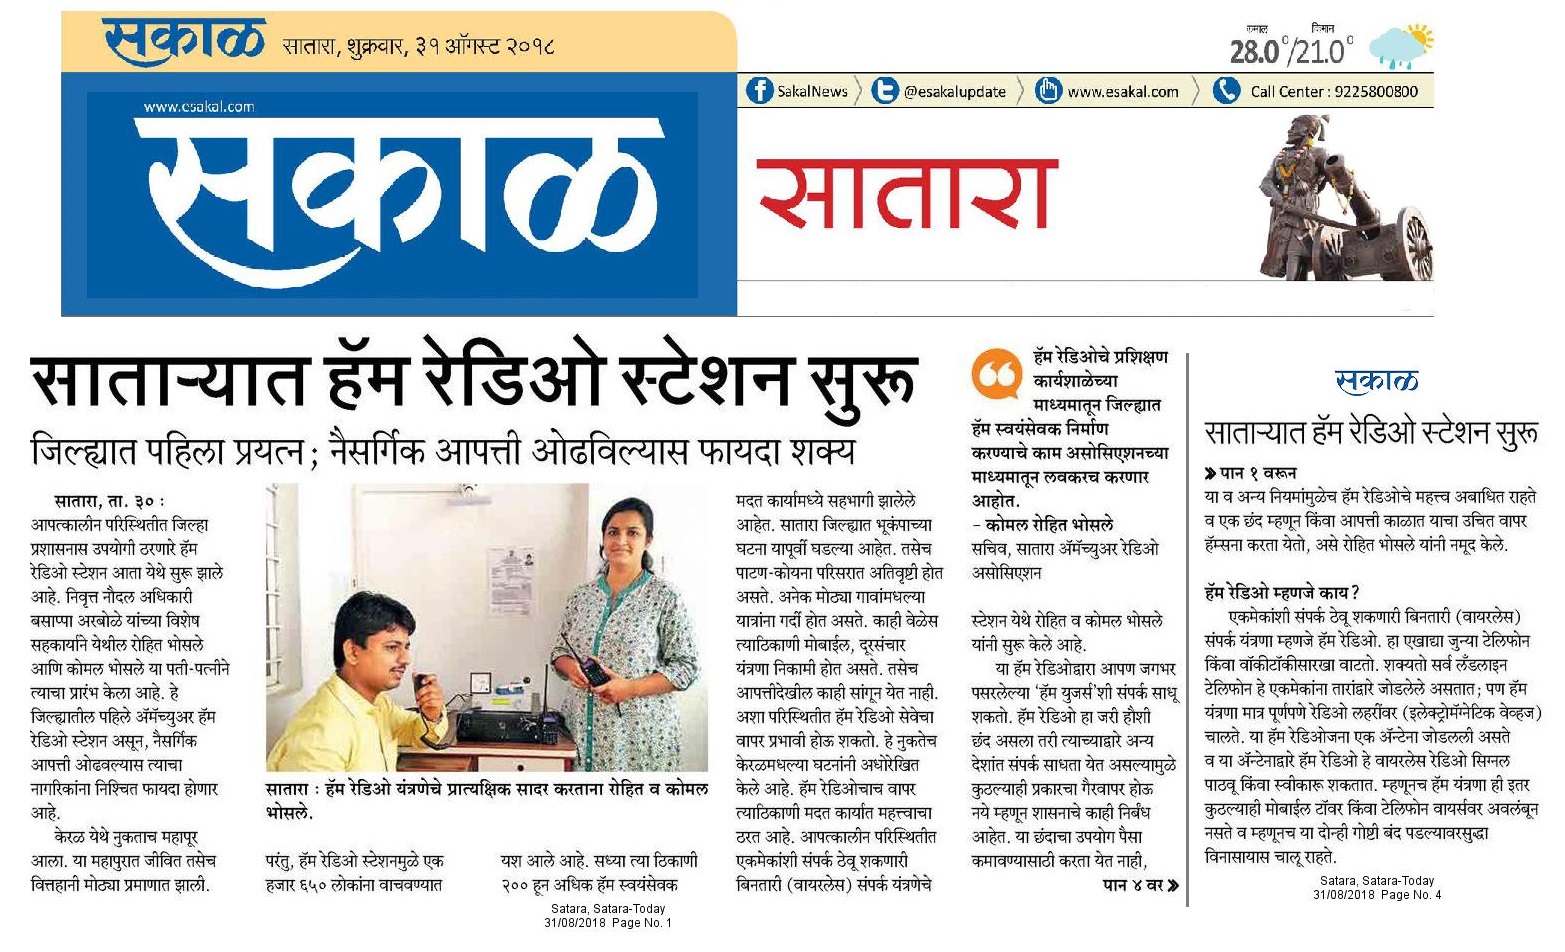 सकाळ सातारा, शुक्रवार, ३१ ऑगस्ट २०१८
कमाल किमान
28.0°/21.0°
SakalNews
@esakalupdate
www.esakal.com
Call Center : 9225800800
www.esakal.com
सकाळ
सातारा
साताऱ्यात हॅम रेडिओ स्टेशन सुरू
जिल्ह्यात पहिला प्रयत्न; नैसर्गिक आपत्ती ओढविल्यास फायदा शक्य
सातारा, ता. ३० :
आपत्कालीन परिस्थितीत जिल्हा
प्रशासनास उपयोगी ठरणारे हॅम
रेडिओ स्टेशन आता येथे सुरू झाले
आहे. निवृत्त नौदल अधिकारी
बसाप्पा अरबोळे यांच्या विशेष
सहकार्याने येथील रोहित भोसले
आणि कोमल भोसले या पती-पत्नीने
त्याचा प्रारंभ केला आहे. हे
जिल्ह्यातील पहिले ॲमॅच्युअर हॅम
रेडिओ स्टेशन असून, नैसर्गिक
आपत्ती ओढवल्यास त्याचा
नागरिकांना निश्चित फायदा होणार
आहे.
केरळ येथे नुकताच महापूर
आला. या महापुरात जीवित तसेच
वित्तहानी मोठ्या प्रमाणात झाली.
सातारा : हॅम रेडिओ यंत्रणेचे प्रात्यक्षिक सादर करताना रोहित व कोमल
भोसले.
परंतु, हॅम रेडिओ स्टेशनमुळे एक
हजार ६५० लोकांना वाचवण्यात
यश आले आहे. सध्या त्या ठिकाणी
२०० हून अधिक हॅम स्वयंसेवक
मदत कार्यामध्ये सहभागी झालेले
आहेत. सातारा जिल्ह्यात भूकंपाच्या
घटना यापूर्वी घडल्या आहेत. तसेच
पाटण-कोयना परिसरात अतिवृष्टी होत
असते. अनेक मोठ्या गावांमधल्या
यात्रांना गर्दी होत असते. काही वेळेस
त्याठिकाणी मोबाईल, दूरसंचार
यंत्रणा निकामी होत असते. तसेच
आपत्तीदेखील काही सांगून येत नाही.
अशा परिस्थितीत हॅम रेडिओ सेवेचा
वापर प्रभावी होऊ शकतो. हे नुकतेच
केरळमधल्या घटनांनी अधोरेखित
केले आहे. हॅम रेडिओचाच वापर
त्याठिकाणी मदत कार्यात महत्त्वाचा
ठरत आहे. आपत्कालीन परिस्थितीत
एकमेकांशी संपर्क ठेवू शकणारी
बिनतारी (वायरलेस) संपर्क यंत्रणेचे
हॅम रेडिओचे प्रशिक्षण
कार्यशाळेच्या
माध्यमातून जिल्ह्यात
हॅम स्वयंसेवक निर्माण
करण्याचे काम असोसिएशनच्या
माध्यमातून लवकरच करणार
आहोत.
- कोमल रोहित भोसले
सचिव, सातारा ॲमॅच्युअर रेडिओ
असोसिएशन
स्टेशन येथे रोहित व कोमल भोसले
यांनी सुरू केले आहे.
या हॅम रेडिओद्वारा आपण जगभर
पसरलेल्या 'हॅम युजर्स'शी संपर्क साधू
शकतो. हॅम रेडिओ हा जरी हौशी
छंद असला तरी त्याच्याद्वारे अन्य
देशांत संपर्क साधता येत असल्यामुळे
कुठल्याही प्रकारचा गैरवापर होऊ
नये म्हणून शासनाचे काही निर्बंध
आहेत. या छंदाचा उपयोग पैसा
कमावण्यासाठी करता येत नाही,
पान ४ वर »
Satara, Satara-Today
31/08/2018 Page No. 1
सकाळ
साताऱ्यात हॅम रेडिओ स्टेशन सुरू
» पान १ वरून
या व अन्य नियमांमुळेच हॅम रेडिओचे महत्त्व अबाधित राहते
व एक छंद म्हणून किंवा आपत्ती काळात याचा उचित वापर
हॅम्सना करता येतो, असे रोहित भोसले यांनी नमूद केले.
हॅम रेडिओ म्हणजे काय?
एकमेकांशी संपर्क ठेवू शकणारी बिनतारी (वायरलेस)
संपर्क यंत्रणा म्हणजे हॅम रेडिओ. हा एखाद्या जुन्या टेलिफोन
किंवा वॉकीटॉकीसारखा वाटतो. शक्यतो सर्व लँडलाइन
टेलिफोन हे एकमेकांना तारांद्वारे जोडलेले असतात; पण हॅम
यंत्रणा मात्र पूर्णपणे रेडिओ लहरींवर (इलेक्ट्रोमॅग्नेटिक वेव्हज)
चालते. या हॅम रेडिओजना एक ॲन्टेना जोडलली असते
व या ॲन्टेनाद्वारे हॅम रेडिओ हे वायरलेस रेडिओ सिग्नल
पाठवू किंवा स्वीकारू शकतात. म्हणूनच हॅम यंत्रणा ही इतर
कुठल्याही मोबाईल टॉवर किंवा टेलिफोन वायर्सवर अवलंबून
नसते व म्हणूनच या दोन्ही गोष्टी बंद पडल्यावरसुद्धा
विनासायास चालू राहते.
Satara, Satara-Today
31/08/2018 Page No. 4